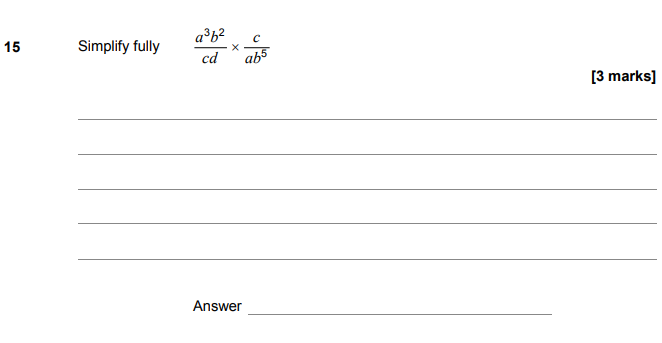 15 Simplify fully a³b²/cd × c/ab⁵
[3 marks]
Answer